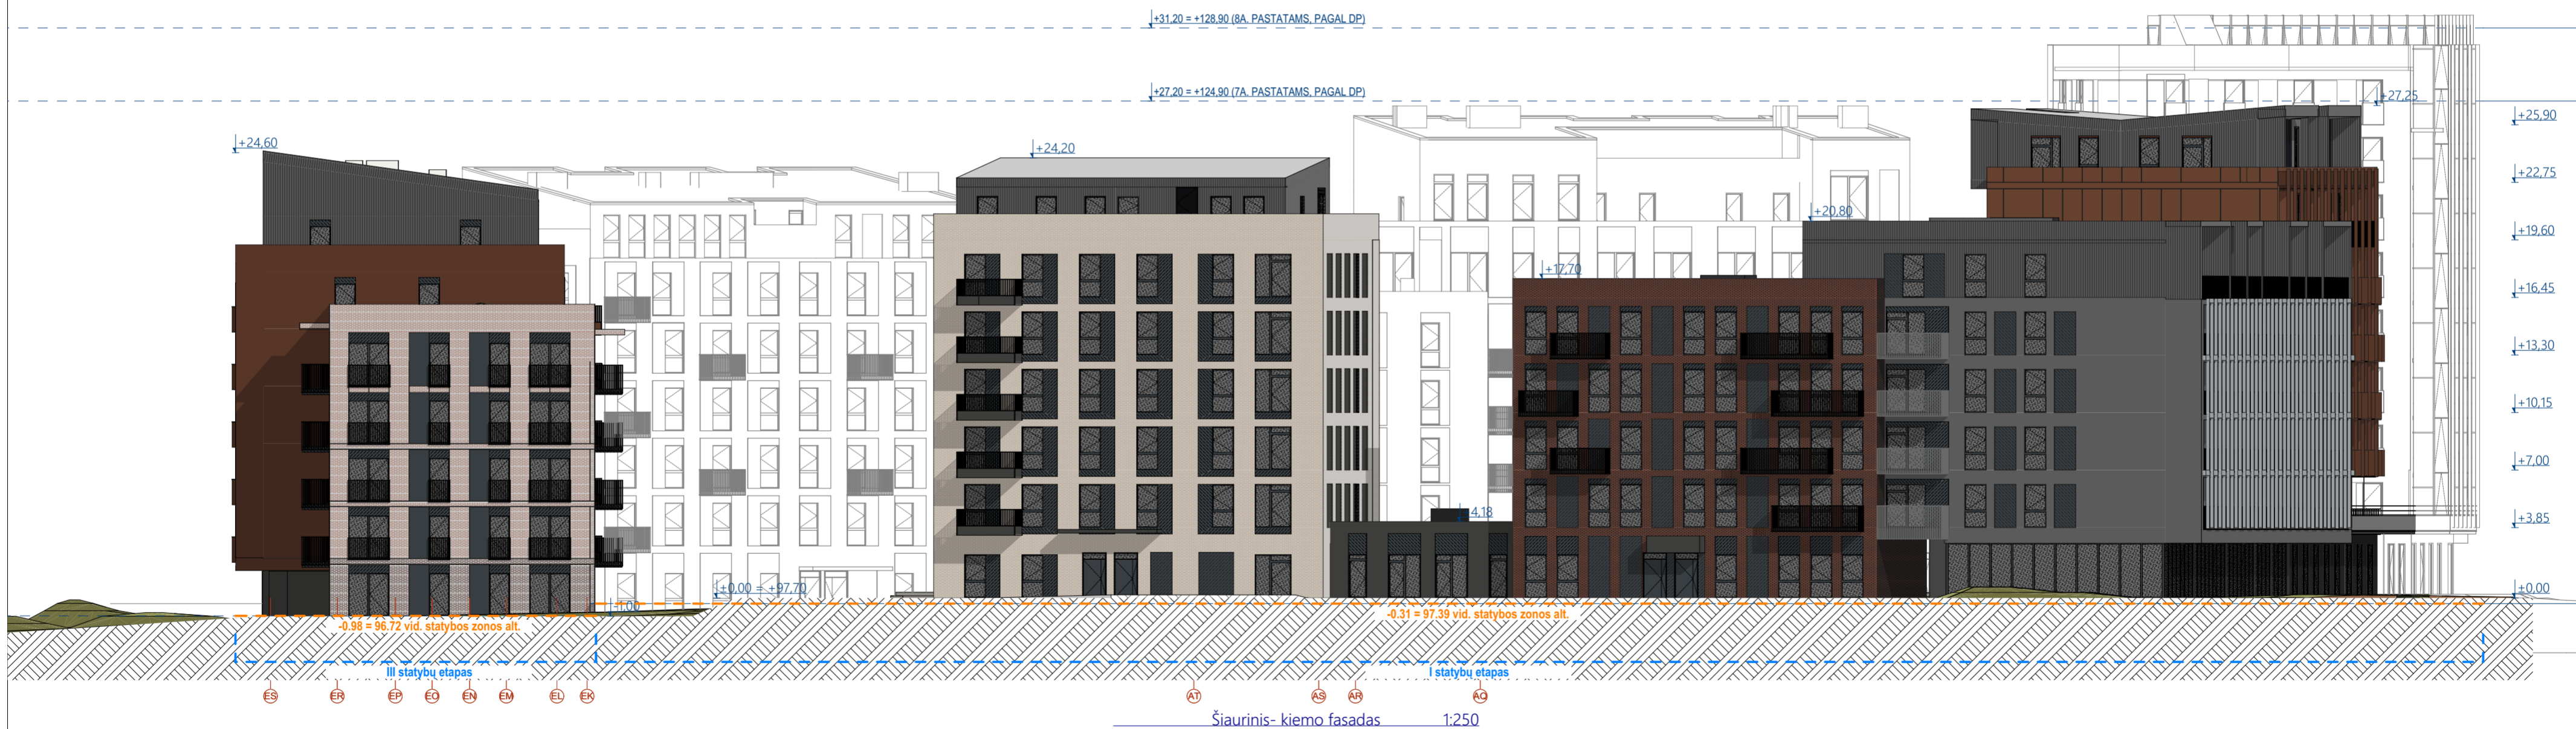 +31,20 = +128,90 (8A. PASTATAMS, PAGAL DP)
+27,20 = +124,90 (7A. PASTATAMS, PAGAL DP)
+27,25
+25,90
+24,60
+24,20
+22,75
+20,80
+19,60
+17,70
+16,45
+13,30
+10,15
+7,00
4,18
+3,85
±0,00 = +97,70
±0,00
-1,00
-0.98 = 96.72 vid. statybos zonos alt.
-0.31 = 97.39 vid. statybos zonos alt.
III statybų etapas
I statybų etapas
ES ER EP EO EN EM EL EK AT AS AR AQ
Šiaurinis- kiemo fasadas 1:250